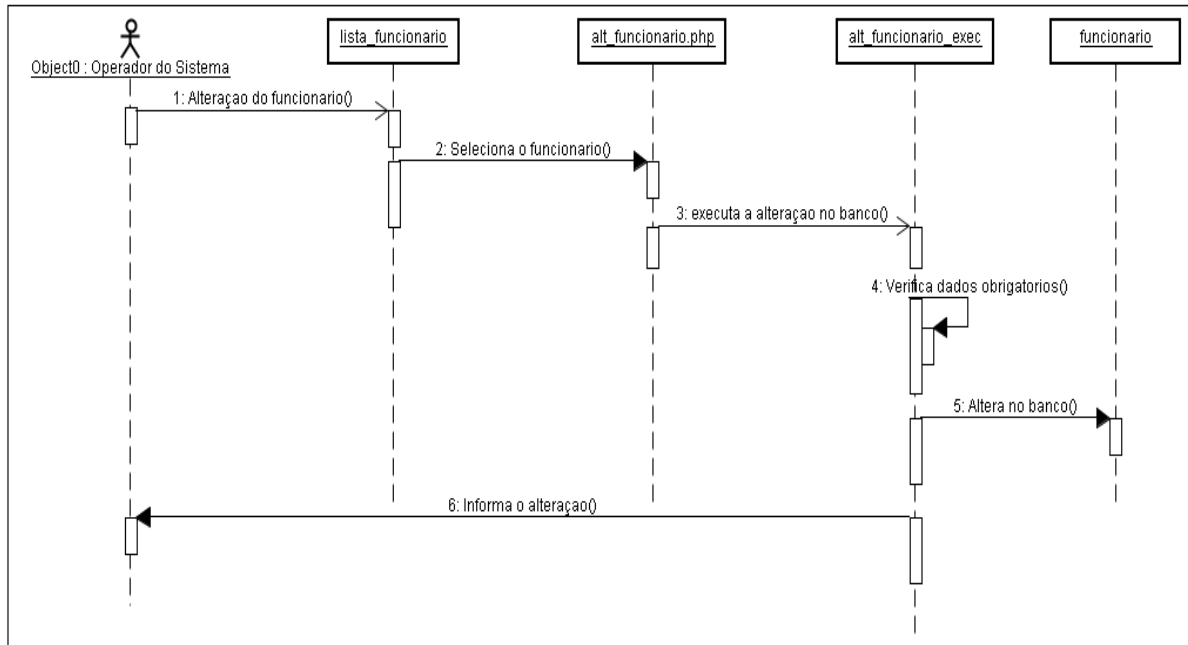 lista_funcionario
alt_funcionario.php
alt_funcionario_exec
funcionario
Object0 : Operador do Sistema
1: Alteraçao do funcionario()
2: Seleciona o funcionario()
3: executa a alteraçao no banco()
4: Verifica dados obrigatorios()
5: Altera no banco()
6: Informa o alteraçao()